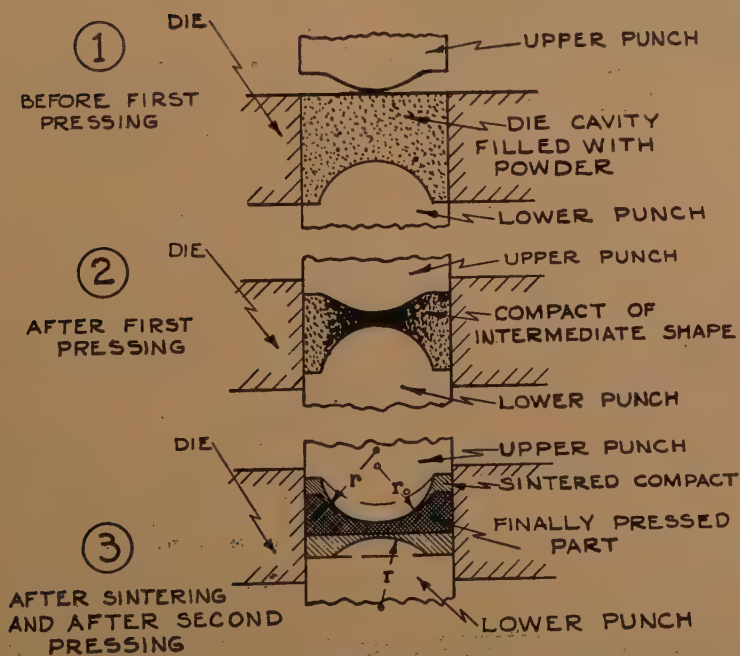 1
DIE
UPPER PUNCH
BEFORE FIRST
PRESSING
DIE CAVITY
FILLED WITH
POWDER
LOWER PUNCH
2
DIE
UPPER PUNCH
AFTER FIRST
PRESSING
COMPACT OF
INTERMEDIATE SHAPE
LOWER PUNCH
3
DIE
UPPER PUNCH
r
r₀
SINTERED COMPACT
FINALLY PRESSED
PART
r
AFTER SINTERING
AND AFTER SECOND
PRESSING
LOWER PUNCH